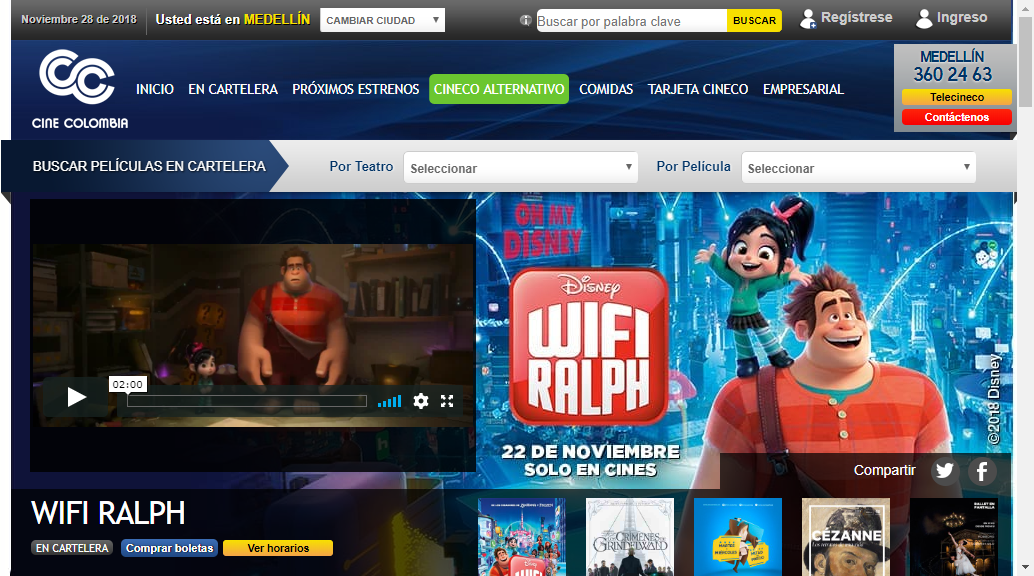 Noviembre 28 de 2018
Usted está en MEDELLÍN
CAMBIAR CIUDAD
Buscar por palabra clave
BUSCAR
Regístrese
Ingreso
CINE COLOMBIA
INICIO
EN CARTELERA
PRÓXIMOS ESTRENOS
CINECO ALTERNATIVO
COMIDAS
TARJETA CINECO
EMPRESARIAL
MEDELLÍN
360 24 63
Telecineco
Contáctenos
BUSCAR PELÍCULAS EN CARTELERA
Por Teatro
Seleccionar
Por Película
Seleccionar
02:00
OH MY
DISNEY
Disney
WIFI
RALPH
22 DE NOVIEMBRE
SOLO EN CINES
©2018 Disney
Compartir
WIFI RALPH
EN CARTELERA
Comprar boletas
Ver horarios
WIFI
CRÍMENES
GRINDELWALD
MARTES
MIÉRCOLES
CÉZANNE
BALLET EN
PANTALLA